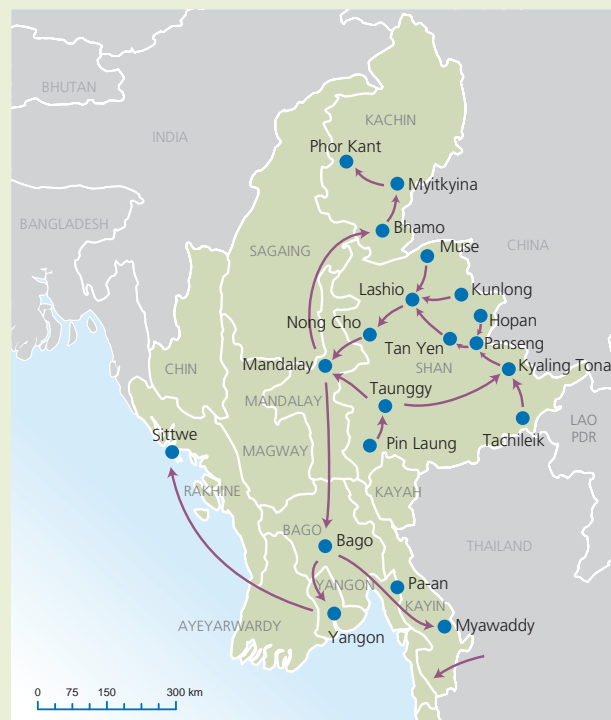 BHUTAN
KACHIN
Phor Kant
INDIA
Myitkyina
BANGLADESH
Bhamo
SAGAING
Muse
CHINA
Lashio
Kunlong
Hopan
Nong Cho
Tan Yen
Panseng
CHIN
Mandalay
SHAN
Kyaling Tona
Taunggy
MANDALAY
Sittwe
MAGWAY
Pin Laung
Tachileik
LAO
PDR
RAKHINE
KAYAH
BAGO
Bago
THAILAND
YANGON
Pa-an
KAYIN
AYEYARWARDY
Yangon
Myawaddy
0 75 150 300 km